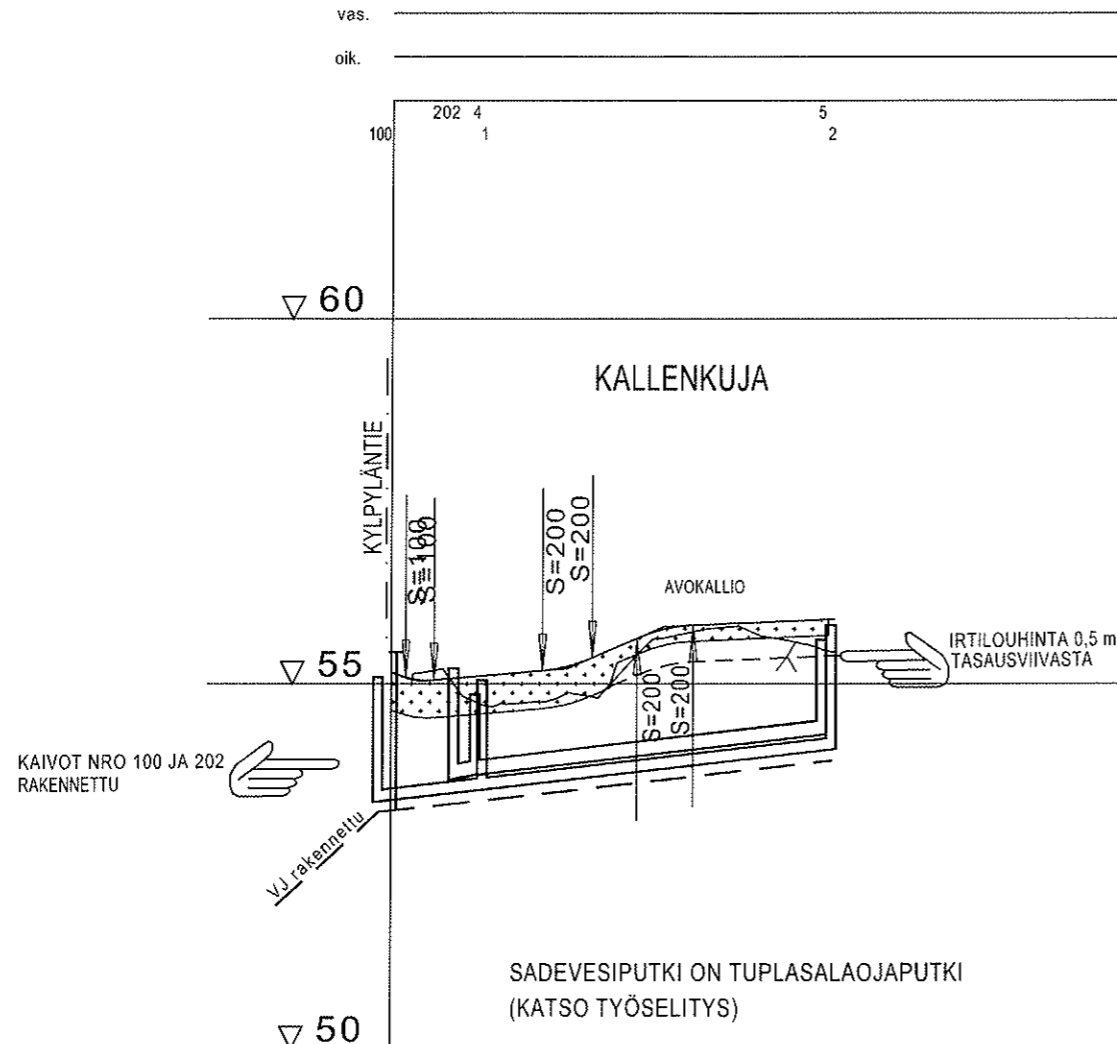 vas.
oik.
202 4
5
100
1
2
60
KALLENKUJA
KYLPYLÄNTIE
S=100
S=100
S=200
S=200
AVOKALLIO
IRTILOUHINTA 0,5 m
TASAUSVIIVASTA
55
S=200
S=200
KAIVOT NRO 100 JA 202
RAKENNETTU
VJ rakennettu
SADEVESIPUTKI ON TUPLASALAOJAPUTKI
(KATSO TYÖSELITYS)
50